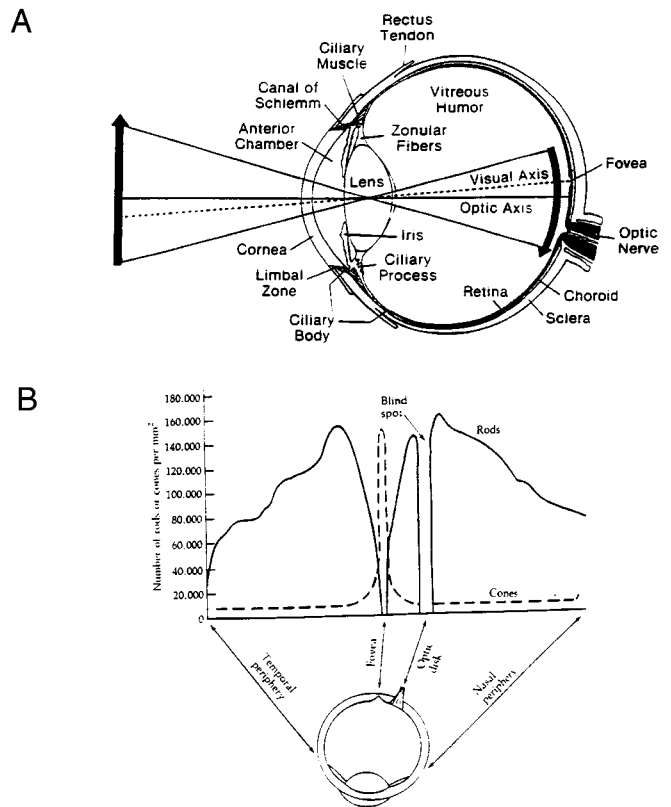 A
Rectus
Tendon
Ciliary
Muscle
Canal of
Schlemm
Anterior
Chamber
Vitreous
Humor
Zonular
Fibers
Lens
Visual Axis
Fovea
Optic Axis
Optic
Nerve
Cornea
Iris
Limbal
Zone
Ciliary
Process
Ciliary
Body
Retina
Choroid
Sclera
B
Number of rods or cones per mm²
180.000
160.000
140.000
120.000
100.000
80.000
60.000
40.000
20.000
0
Blind
spot
Rods
Cones
Temporal
periphery
Fovea
Optic
disk
Nasal
periphery